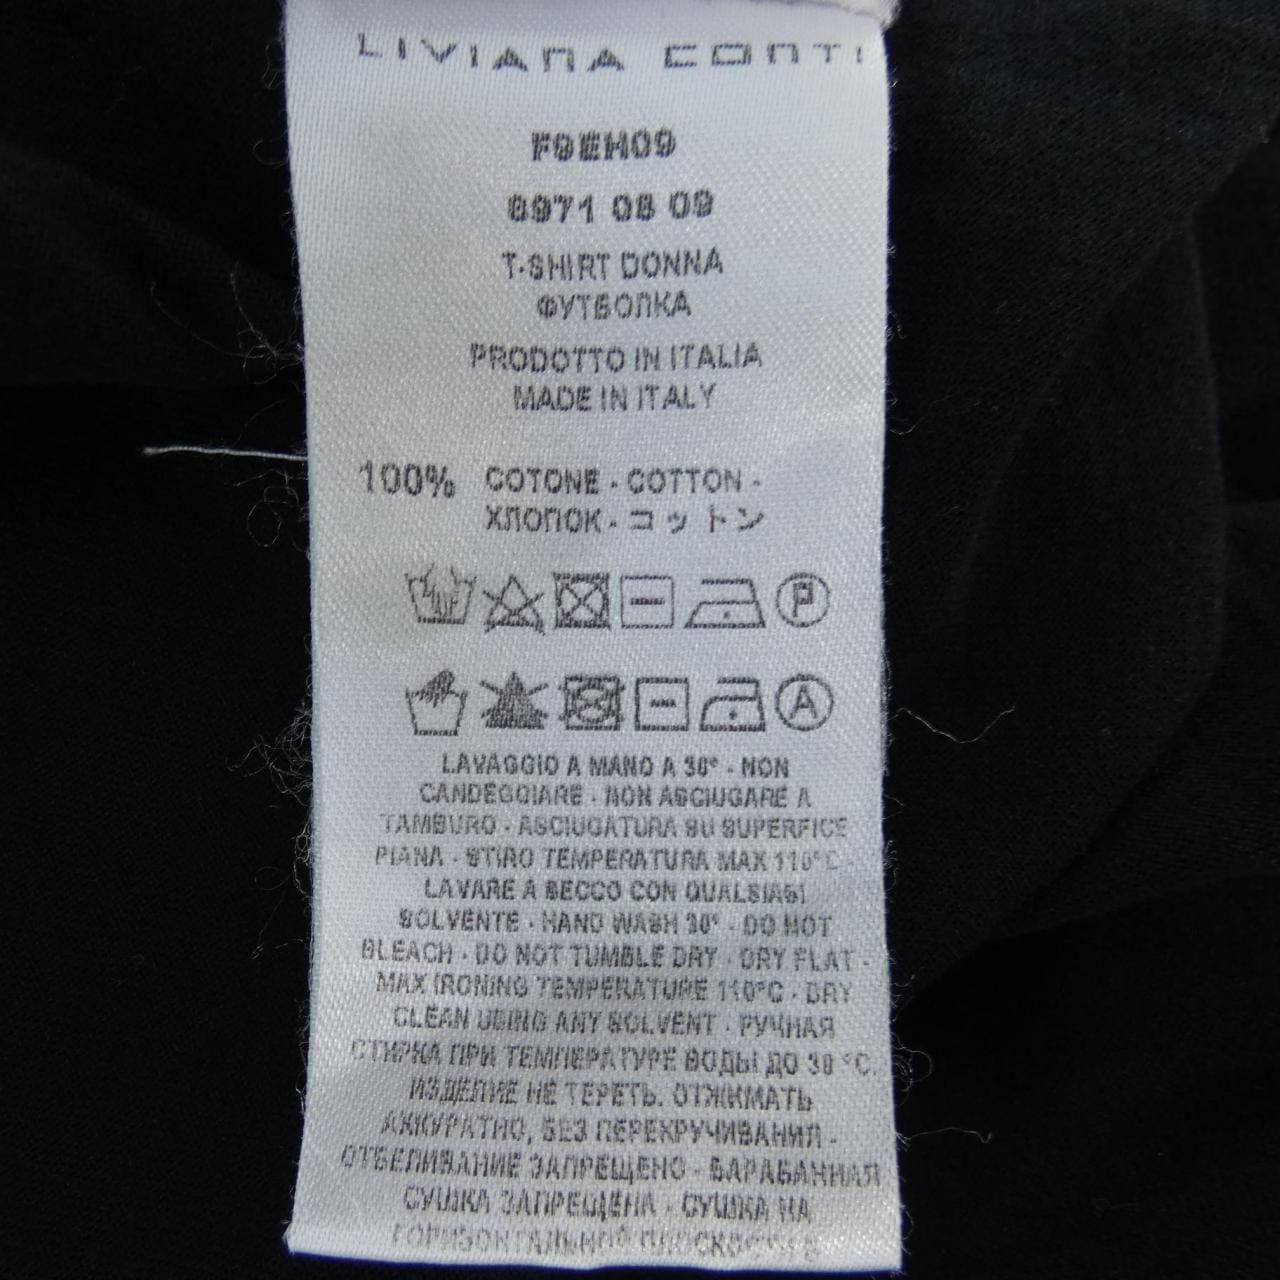 LIVIANA CONTI
F9EH09
8971 08 09
T-SHIRT DONNA
ФУТБОЛКА
PRODOTTO IN ITALIA
MADE IN ITALY
100% COTONE - COTTON -
ХЛОПОК - コットン
P
A
LAVAGGIO A MANO A 30° - NON
CANDEGGIARE - NON ASCIUGARE A
TAMBURO - ASCIUGATURA SU SUPERFICE
PIANA - STIRO TEMPERATURA MAX 110°C -
LAVARE A SECCO CON QUALSIASI
SOLVENTE - HAND WASH 30° - DO NOT
BLEACH - DO NOT TUMBLE DRY - DRY FLAT -
MAX IRONING TEMPERATURE 110°C - DRY
CLEAN USING ANY SOLVENT - РУЧНАЯ
СТИРКА ПРИ ТЕМПЕРАТУРЕ ВОДЫ ДО 30 °C.
ИЗДЕЛИЕ НЕ ТЕРЕТЬ. ОТЖИМАТЬ
АККУРАТНО, БЕЗ ПЕРЕКРУЧИВАНИЯ -
ОТБЕЛИВАНИЕ ЗАПРЕЩЕНО - БАРАБАННАЯ
СУШКА ЗАПРЕЩЕНА - СУШКА НА
ГОРИЗОНТАЛЬНОЙ